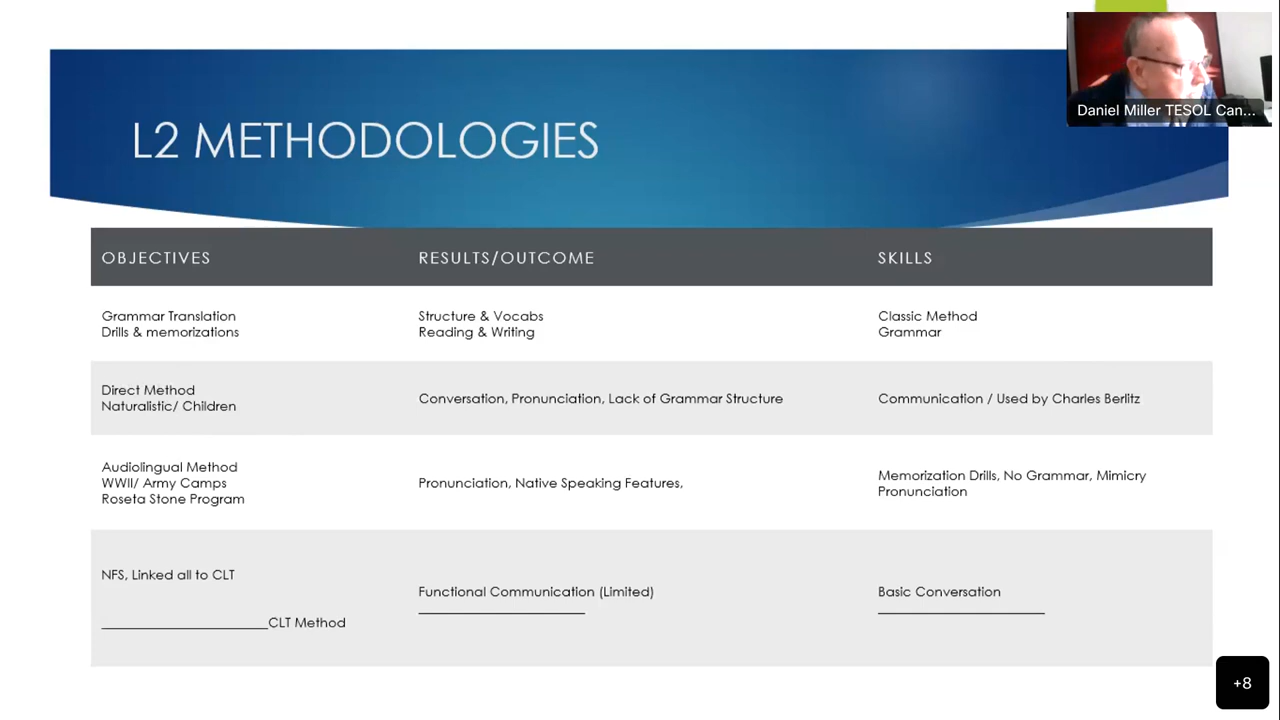 Daniel Miller TESOL Can...
L2 METHODOLOGIES
OBJECTIVES
RESULTS/OUTCOME
SKILLS
Grammar Translation
Drills & memorizations
Structure & Vocabs
Reading & Writing
Classic Method
Grammar
Direct Method
Naturalistic/ Children
Conversation, Pronunciation, Lack of Grammar Structure
Communication / Used by Charles Berlitz
Audiolingual Method
WWII/ Army Camps
Roseta Stone Program
Pronunciation, Native Speaking Features,
Memorization Drills, No Grammar, Mimicry
Pronunciation
NFS, Linked all to CLT
______________________CLT Method
Functional Communication (Limited)
______________________
Basic Conversation
______________________
+8